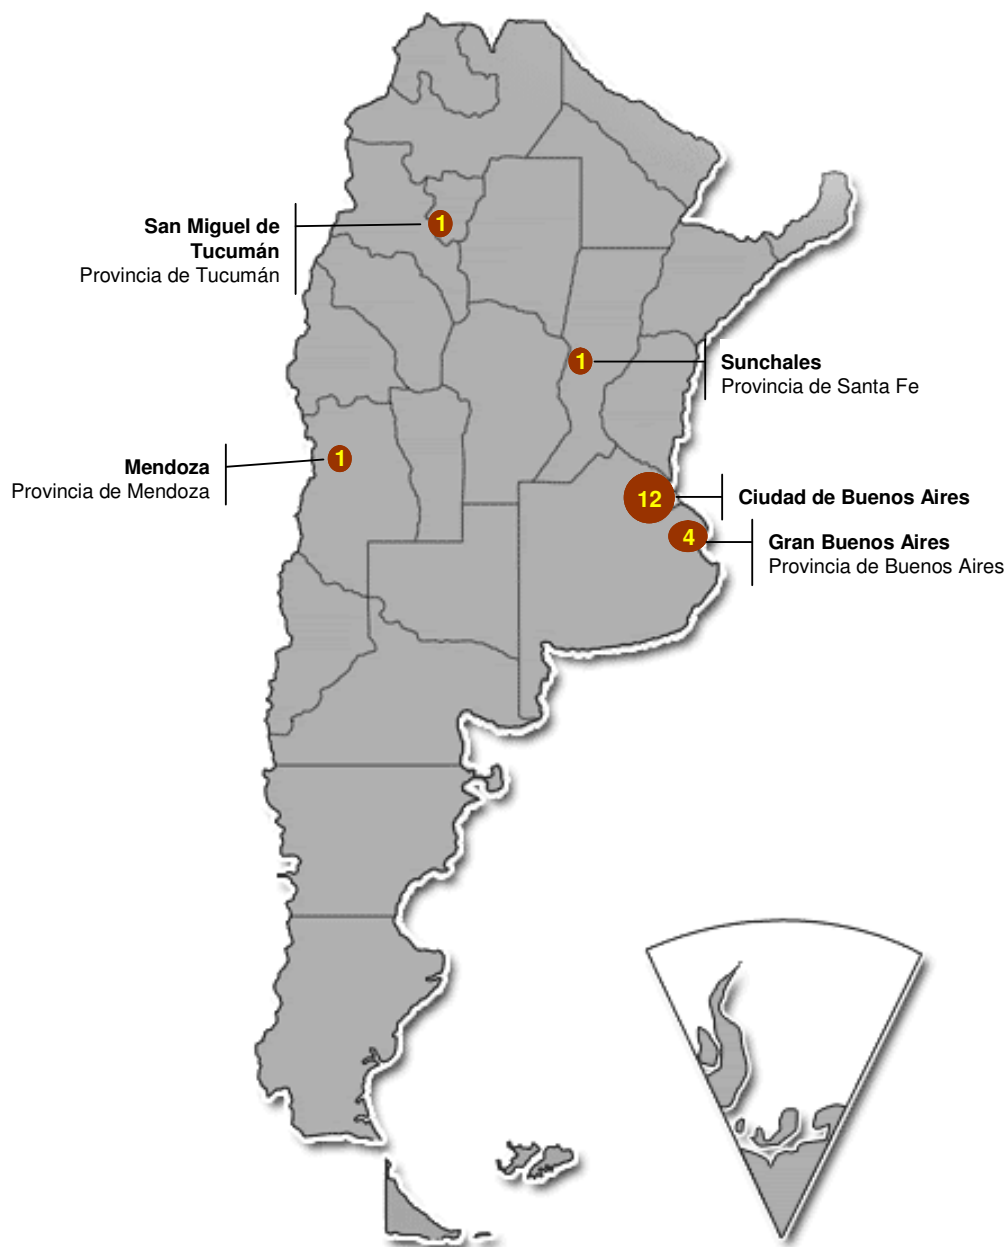 San Miguel de
Tucumán
Provincia de Tucumán
1
1
Sunchales
Provincia de Santa Fe
Mendoza
Provincia de Mendoza
1
12
Ciudad de Buenos Aires
4
Gran Buenos Aires
Provincia de Buenos Aires